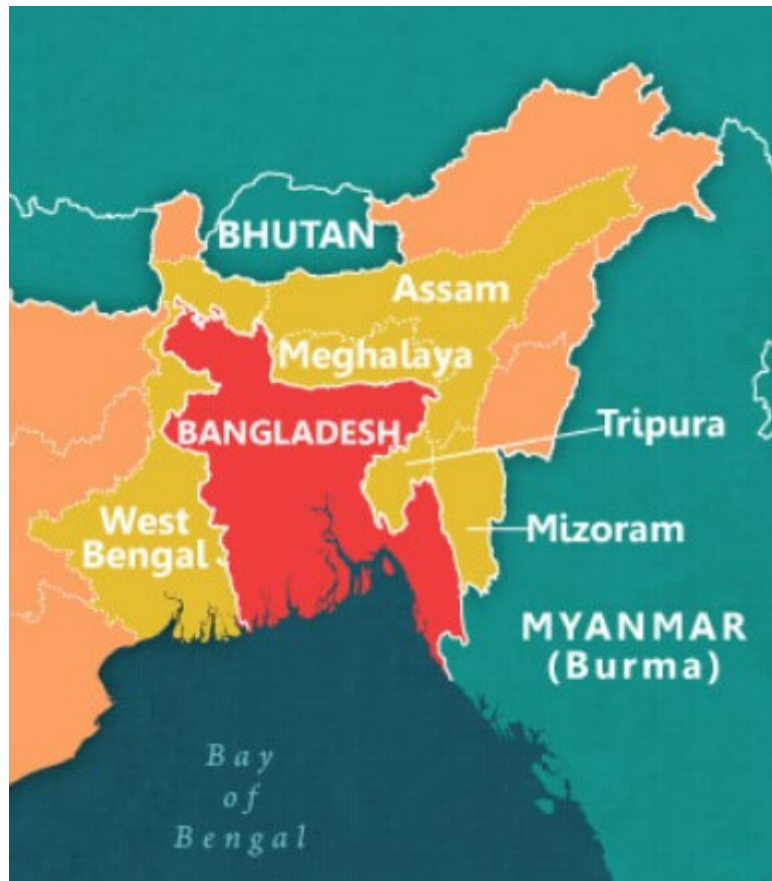 BHUTAN
Assam
Meghalaya
BANGLADESH
Tripura
West
Bengal
Mizoram
MYANMAR
(Burma)
Bay
of
Bengal